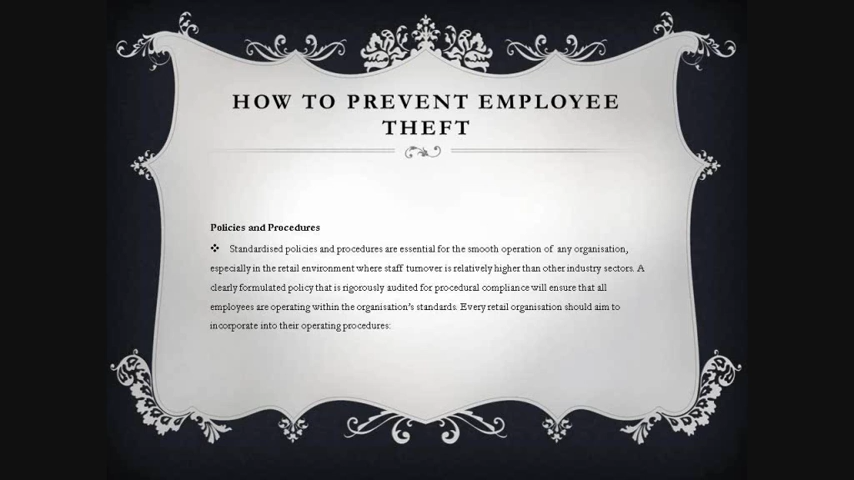 HOW TO PREVENT EMPLOYEE
THEFT
Policies and Procedures
❖ Standardised policies and procedures are essential for the smooth operation of any organisation,
especially in the retail environment where staff turnover is relatively higher than other industry sectors. A
clearly formulated policy that is rigorously audited for procedural compliance will ensure that all
employees are operating within the organisation's standards. Every retail organisation should aim to
incorporate into their operating procedures: